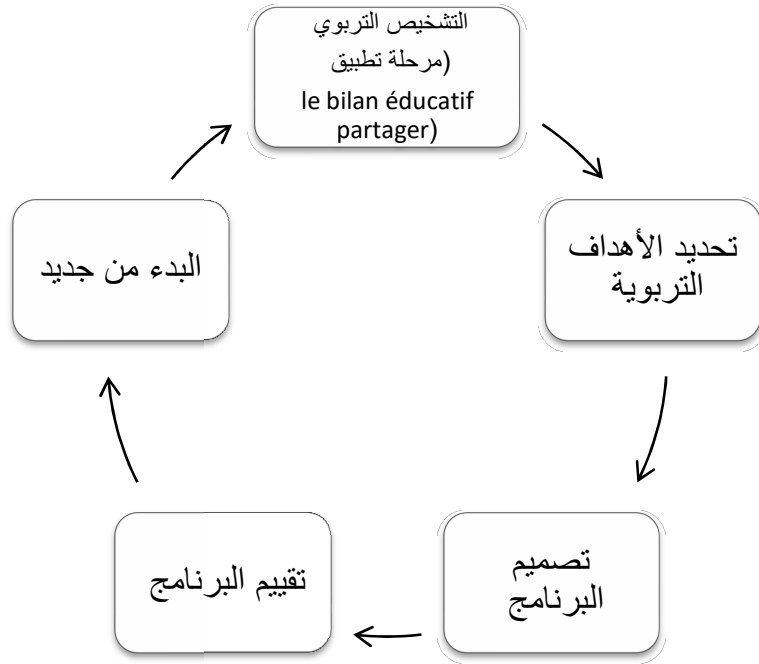 التشخيص التربوي
(مرحلة تطبيق
le bilan éducatif
partager)
تحديد الأهداف
التربوية
تصميم
البرنامج
تقييم البرنامج
البدء من جديد